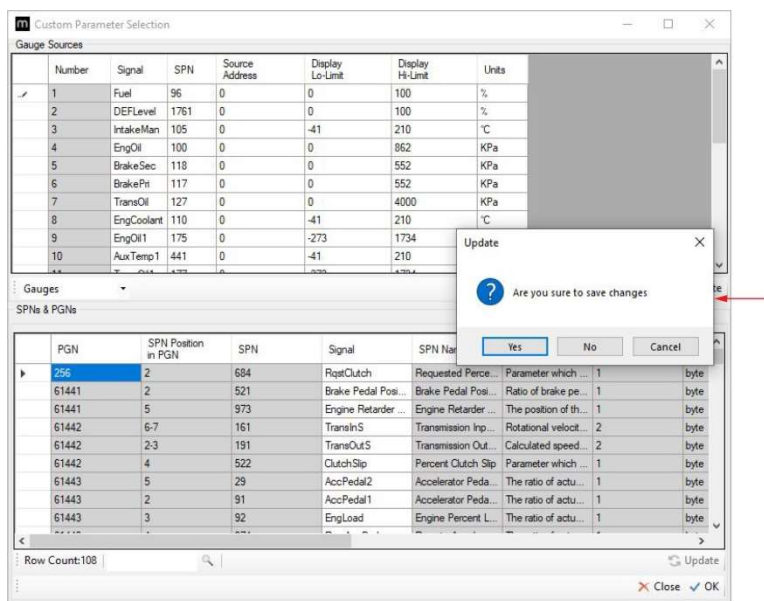 m Custom Parameter Selection
Gauge Sources
Number Signal SPN Source Address Display Lo-Limit Display Hi-Limit Units
1 Fuel 96 0 0 100 %
2 DEFLevel 1761 0 0 100 %
3 IntakeMan 105 0 -41 210 °C
4 EngOil 100 0 0 862 KPa
5 BrakeSec 118 0 0 552 KPa
6 BrakePri 117 0 0 552 KPa
7 TransOil 127 0 0 4000 KPa
8 EngCoolant 110 0 -41 210 °C
9 EngOil1 175 0 -273 1734
10 AuxTemp1 441 0 -41 210
Update
Are you sure to save changes
Yes No Cancel
Gauges
SPNs & PGNs
PGN SPN Position in PGN SPN Signal SPN Nar
256 2 684 RqstClutch Requested Perce... Parameter which ... 1 byte
61441 2 521 Brake Pedal Posi... Brake Pedal Posi... Ratio of brake pe... 1 byte
61441 5 973 Engine Retarder ... Engine Retarder ... The position of th... 1 byte
61442 6-7 161 TransInS Transmission Inp... Rotational velocit... 2 byte
61442 2-3 191 TransOutS Transmission Out... Calculated speed... 2 byte
61442 4 522 ClutchSlip Percent Clutch Slip Parameter which ... 1 byte
61443 5 29 AccPedal2 Accelerator Peda... The ratio of actu... 1 byte
61443 2 91 AccPedal1 Accelerator Peda... The ratio of actu... 1 byte
61443 3 92 EngLoad Engine Percent L... The ratio of actu... 1 byte
Row Count:108 Update
Close OK